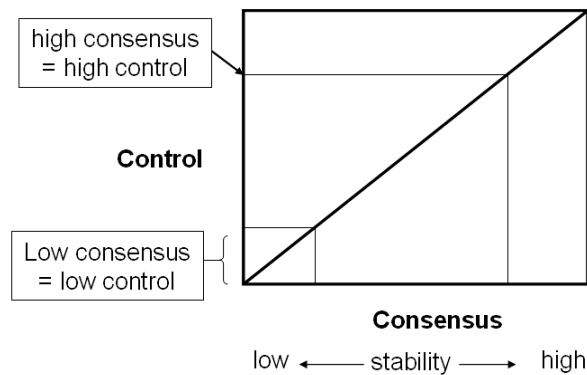 high consensus
= high control
Control
Low consensus
= low control
Consensus
low stability high